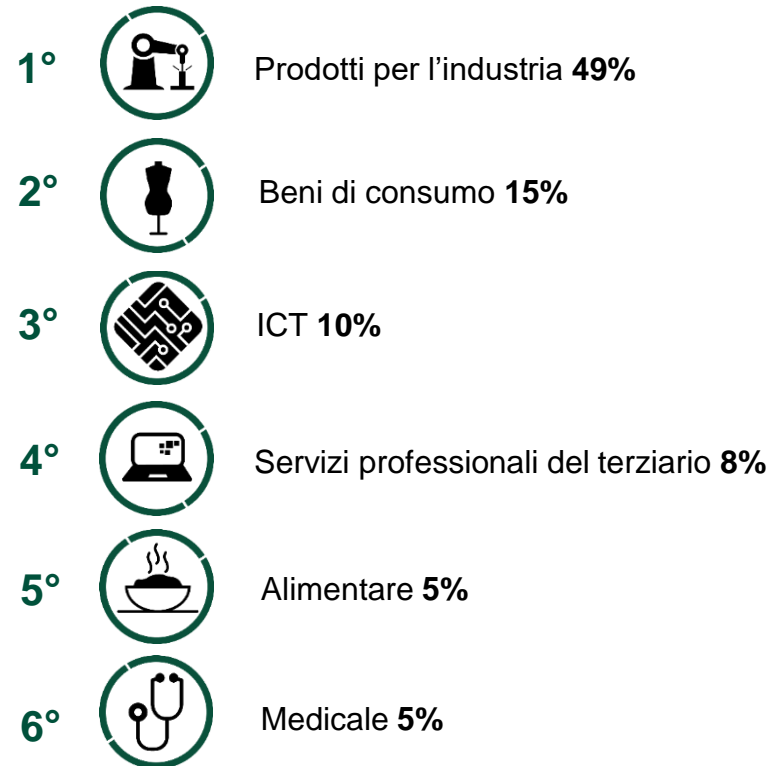 1° Prodotti per l’industria 49%
2° Beni di consumo 15%
3° ICT 10%
4° Servizi professionali del terziario 8%
5° Alimentare 5%
6° Medicale 5%